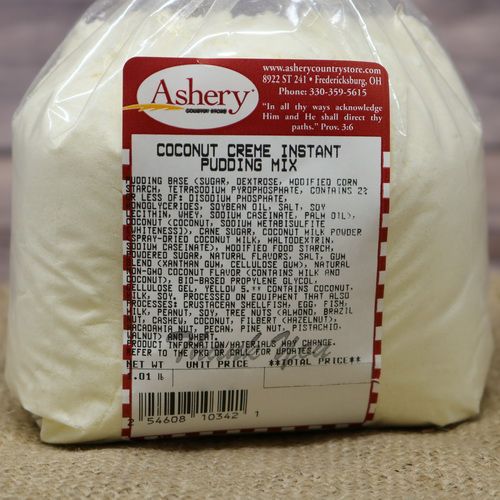 Ashery
COUNTRY STORE
www.asherycountrystore.com
8922 ST 241 • Fredericksburg, OH
Phone: 330-359-5615
"In all thy ways acknowledge
Him and He shall direct thy
paths." Prov. 3:6
COCONUT CREME INSTANT
PUDDING MIX
PUDDING BASE (SUGAR, DEXTROSE, MODIFIED CORN
STARCH, TETRASODIUM PYROPHOSPHATE, CONTAINS 2%
OR LESS OF: DISODIUM PHOSPHATE,
MONOGLYCERIDES, SOYBEAN OIL, SALT, SOY
LECITHIN, WHEY, SODIUM CASEINATE, PALM OIL),
COCONUT (COCONUT, SODIUM METABISULFITE
(WHITENESS)), CANE SUGAR, COCONUT MILK POWDER
(SPRAY-DRIED COCONUT MILK, MALTODEXTRIN,
SODIUM CASEINATE), MODIFIED FOOD STARCH,
POWDERED SUGAR, NATURAL FLAVORS, SALT, GUM
BLEND (XANTHAN GUM, CELLULOSE GUM), NATURAL
NON-GMO COCONUT FLAVOR (CONTAINS MILK AND
COCONUT), BIO-BASED PROPYLENE GLYCOL,
CELLULOSE GEL, YELLOW 5.** CONTAINS COCONUT,
MILK, SOY. PROCESSED ON EQUIPMENT THAT ALSO
PROCESSES: CRUSTACEAN SHELLFISH, EGG, FISH,
MILK, PEANUT, SOY, TREE NUTS (ALMOND, BRAZIL
NUT, CASHEW, COCONUT, FILBERT (HAZELNUT),
MACADAMIA NUT, PECAN, PINE NUT, PISTACHIO,
WALNUT) AND WHEAT.
PRODUCT INFORMATION/MATERIALS MAY CHANGE.
REFER TO THE PKG OR CALL FOR UPDATES.
NET WT UNIT PRICE **TOTAL PRICE**
1.01 lb
2 54608 10342 1